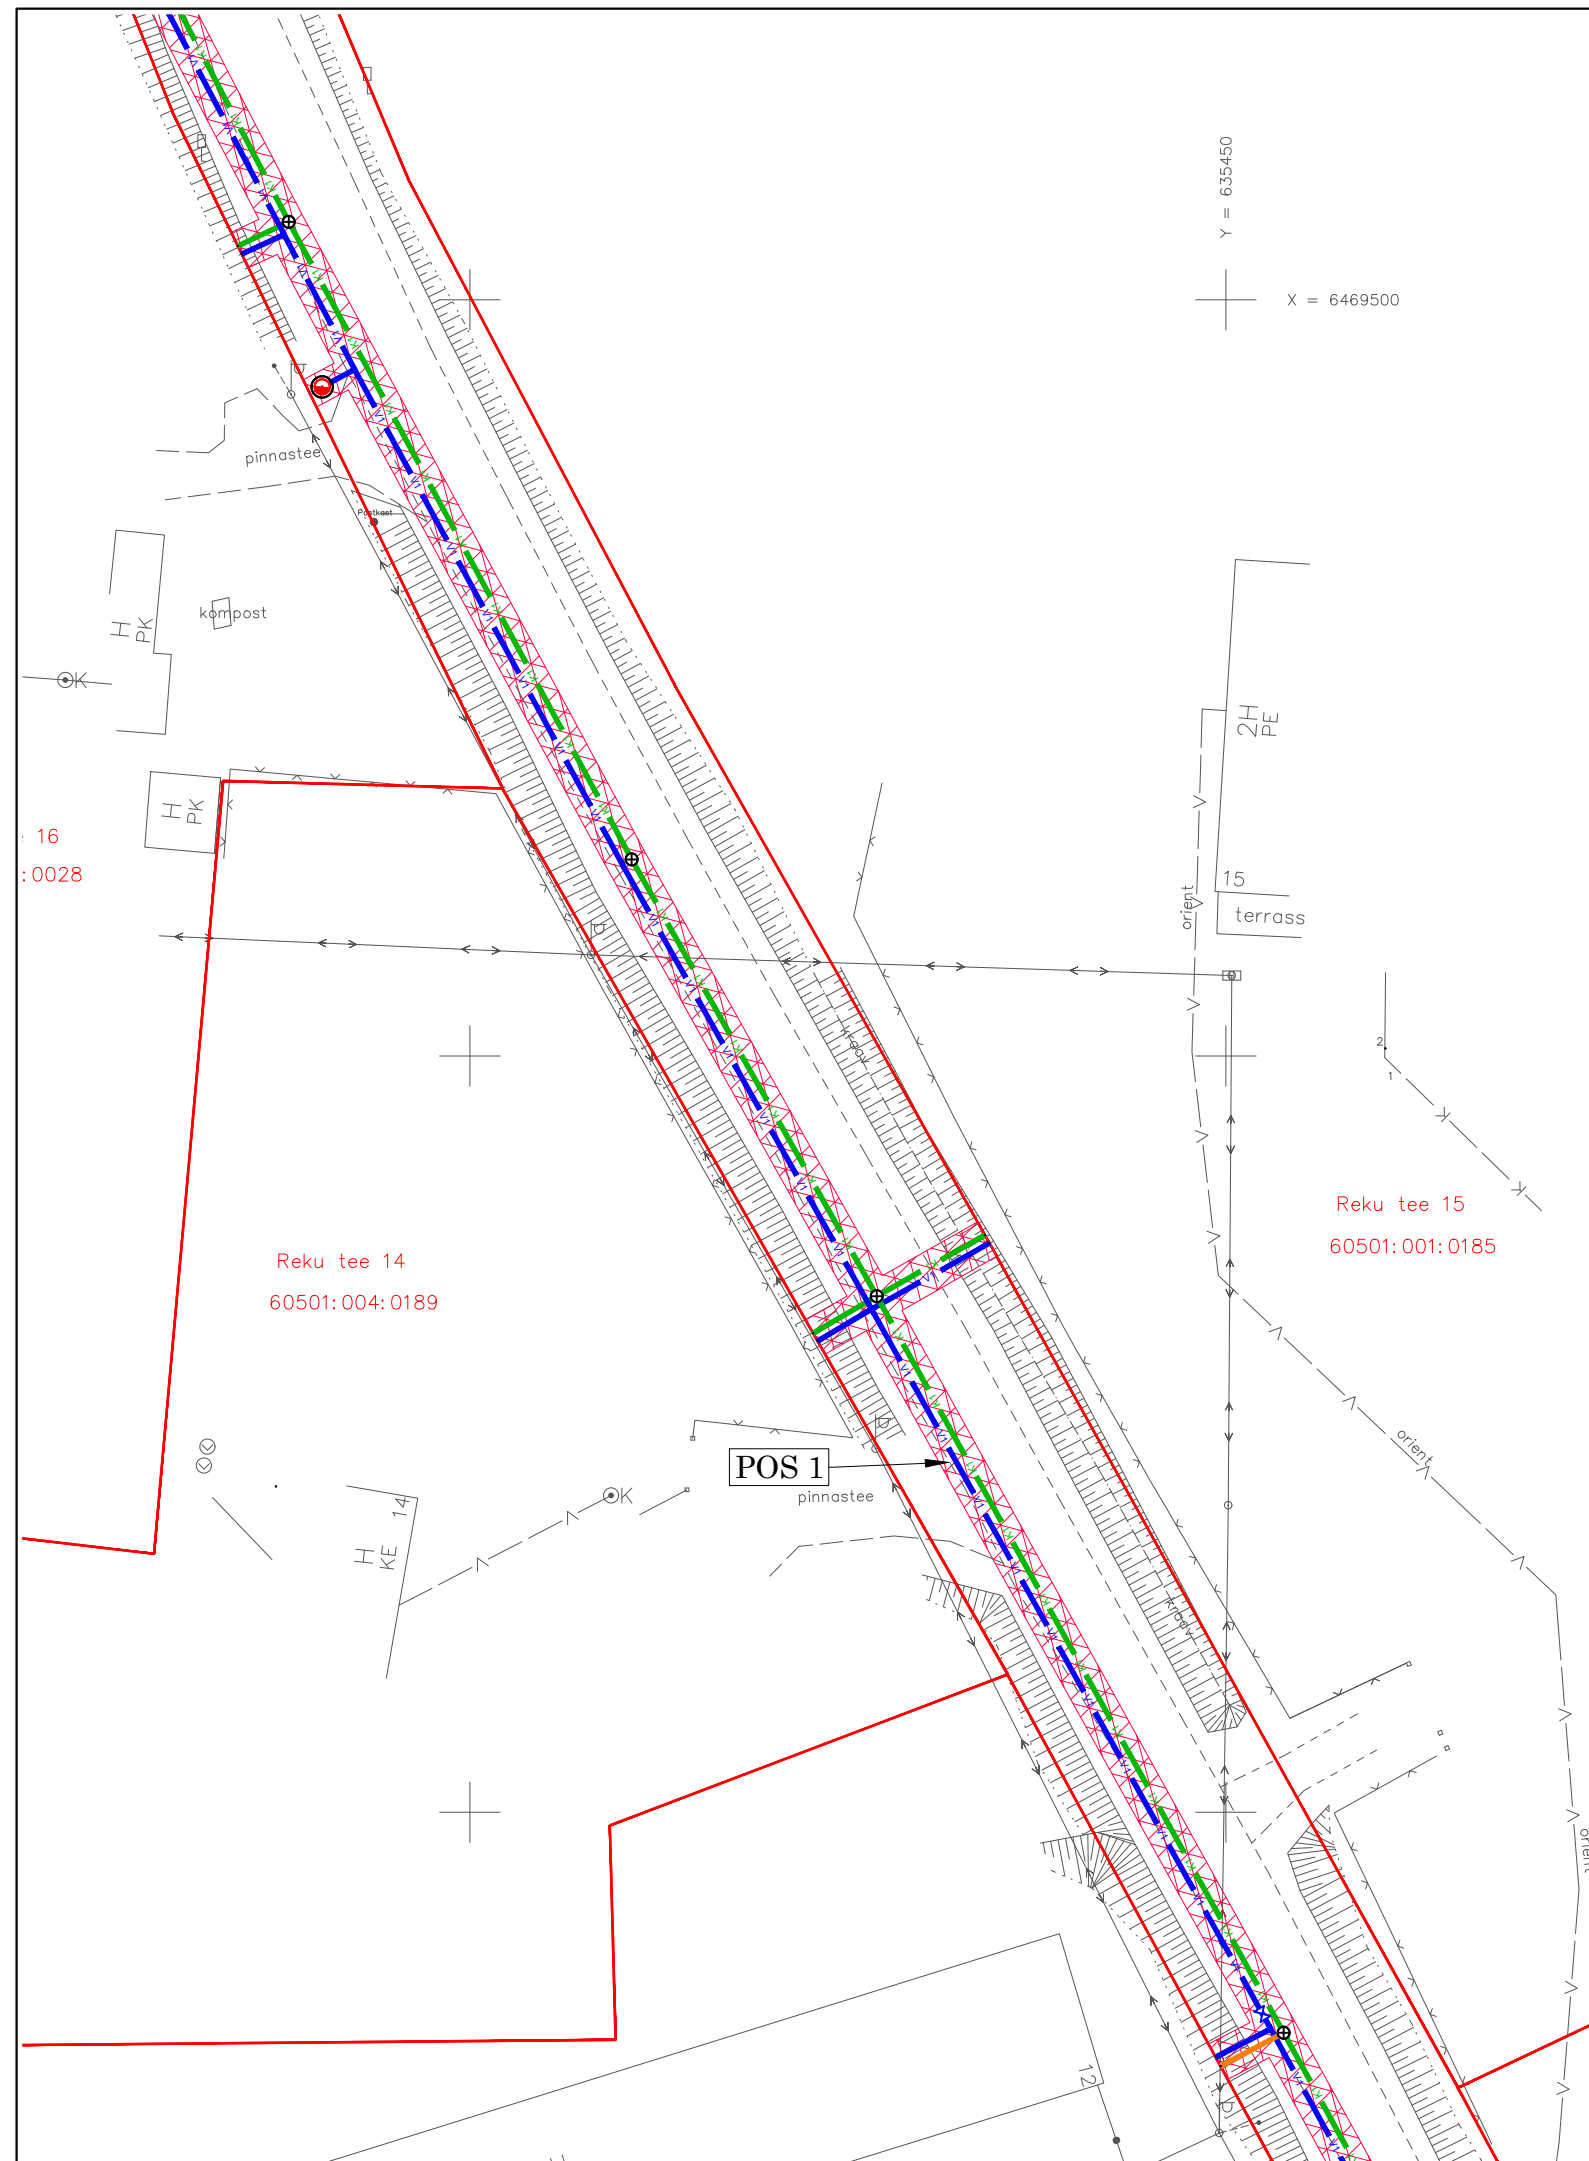 Y = 635450
X = 6469500
pinnastee
Postkast
kompost
H
PK
K
2H
PE
H
PK
16
:0028
15
terrass
orient
kraav
2
1
Reku tee 15
60501:001:0185
Reku tee 14
60501:004:0189
POS 1
pinnastee
orient
14
H
KE
K
kraav
orient
12
V1
K1